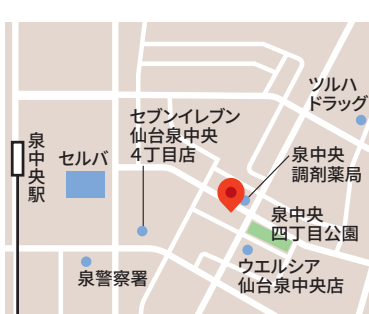 ツルハ
ドラッグ
セブンイレブン
仙台泉中央
4丁目店
泉中央駅
セルバ
泉中央
調剤薬局
泉中央
四丁目公園
ウエルシア
仙台泉中央店
泉警察署